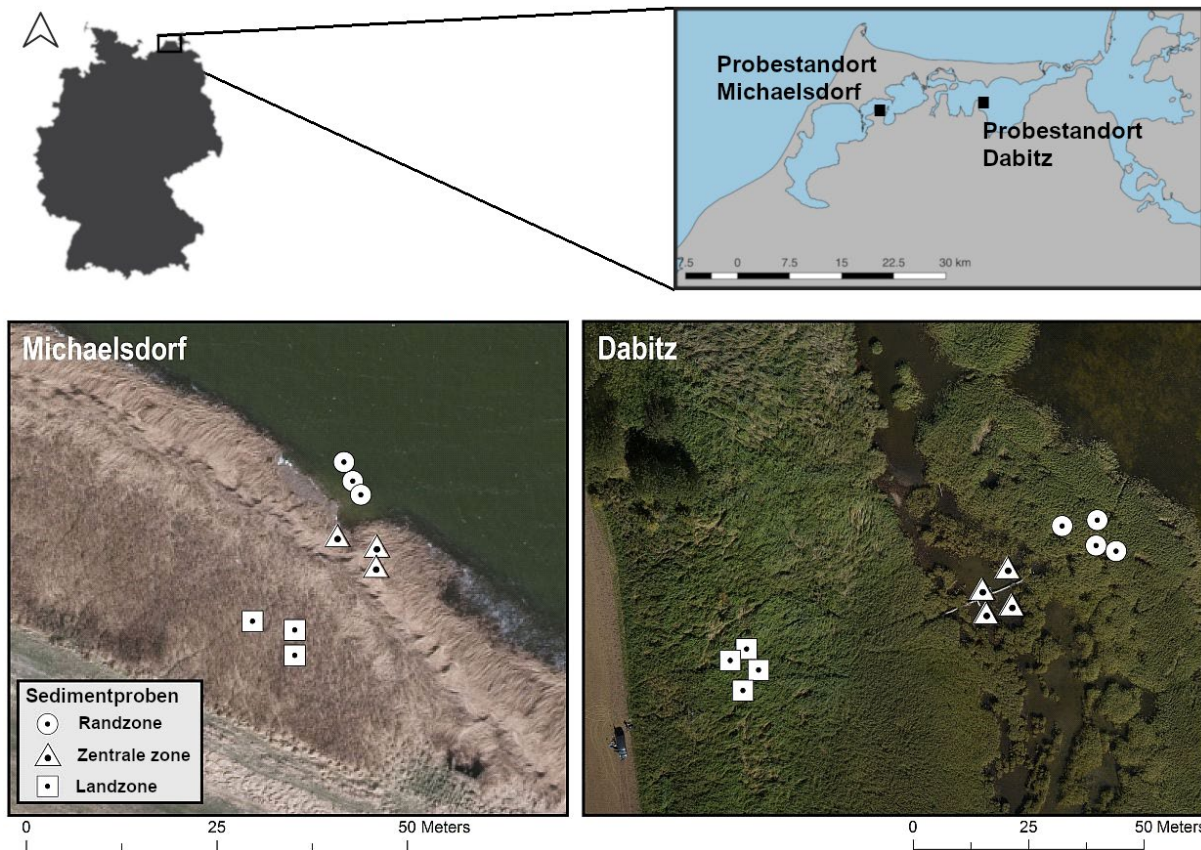 Probestandort
Michaelsdorf
Probestandort
Dabitz
7.5 0 7.5 15 22.5 30 km
Michaelsdorf
Dabitz
Sedimentproben
Randzone
Zentrale zone
Landzone
0 25 50 Meters
0 25 50 Meters